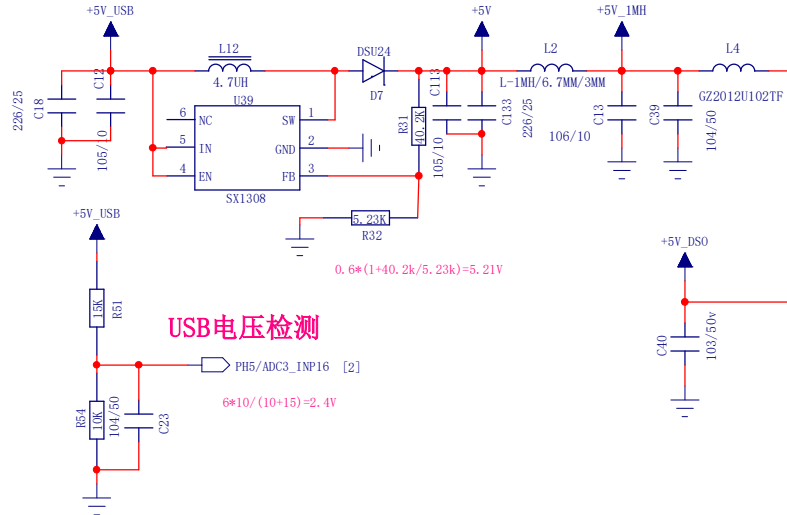 +5V_USB
+5V
+5V_1MH
L12
4.7UH
DSU24
D7
L2
L-1MH/6.7MM/3MM
L4
GZ2012U102TF
226/25
C18
C12
105/10
U39
6
NC
SW
1
5
IN
GND
2
4
EN
FB
3
SX1308
R31
40.2K
C113
105/10
C133
226/25
106/10
C13
C39
104/50
5.23K
R32
0.6*(1+40.2k/5.23k)=5.21V
+5V_USB
15K
R51
USB电压检测
PH5/ADC3_INP16 [2]
6*10/(10+15)=2.4V
R54
10K
104/50
C23
+5V_DSO
C40
103/50v